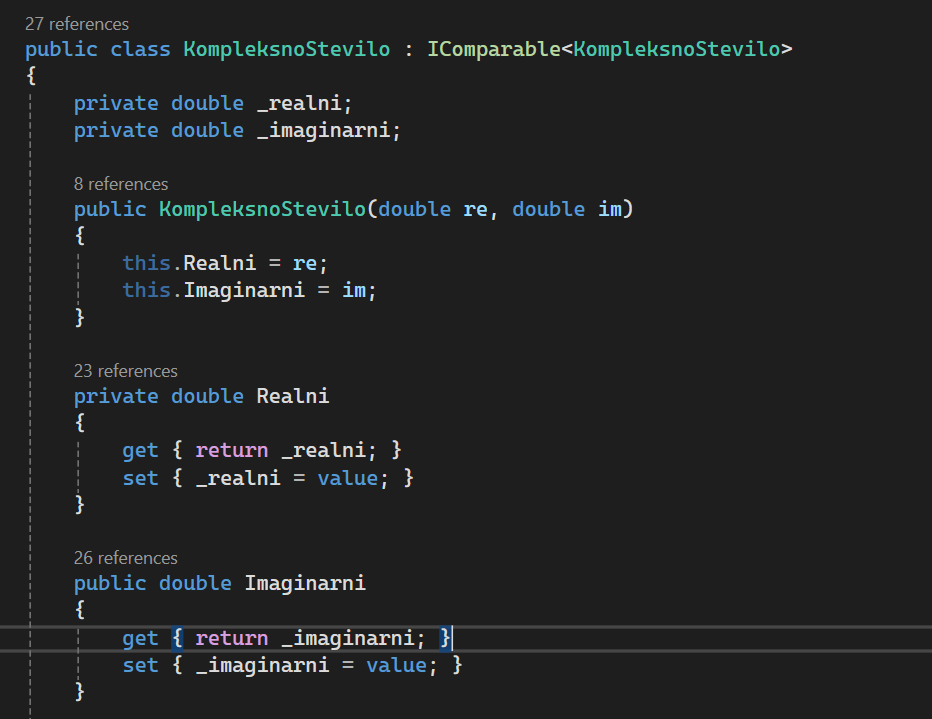 27 references
public class KompleksnoStevilo : IComparable<KompleksnoStevilo>
{
private double _realni;
private double _imaginarni;
8 references
public KompleksnoStevilo(double re, double im)
{
this.Realni = re;
this.Imaginarni = im;
}
23 references
private double Realni
{
get { return _realni; }
set { _realni = value; }
}
26 references
public double Imaginarni
{
get { return _imaginarni; }
set { _imaginarni = value; }
}